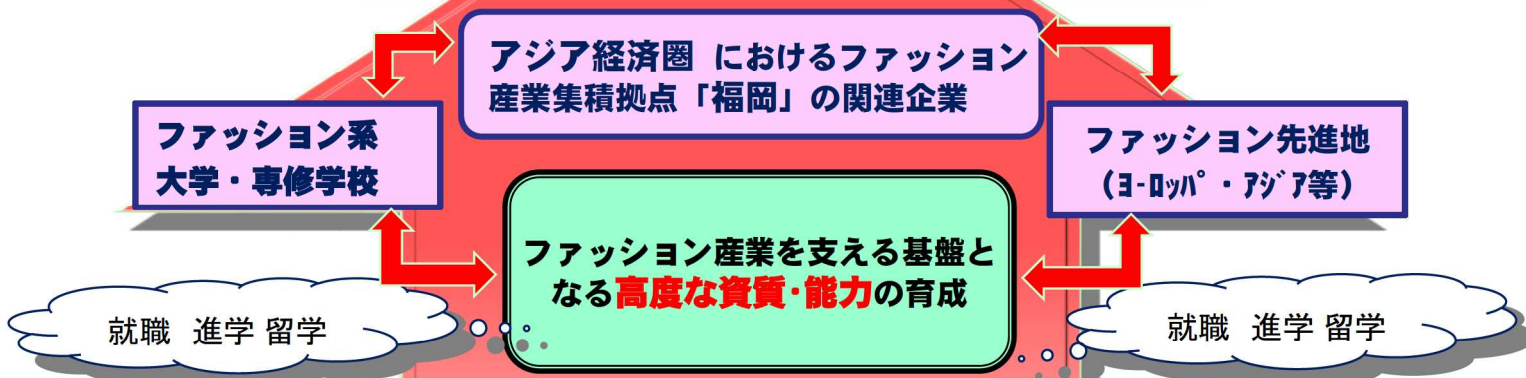 アジア経済圏 におけるファッション
産業集積拠点「福岡」の関連企業
ファッション系
大学・専修学校
ファッション先進地
(ﾖ-ﾛｯﾊﾟ・ｱｼﾞｱ等)
ファッション産業を支える基盤と
なる高度な資質・能力の育成
就職 進学 留学
就職 進学 留学